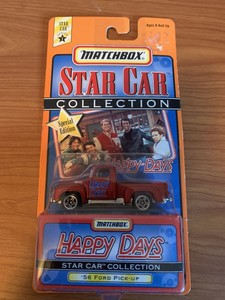 STAR CAR
Ages 3 and up
MATCHBOX
STAR CAR
COLLECTION
Special
Edition
Happy Days
MATCHBOX
HAPPY DAYS
STAR CAR COLLECTION
'56 FORD PICK-UP